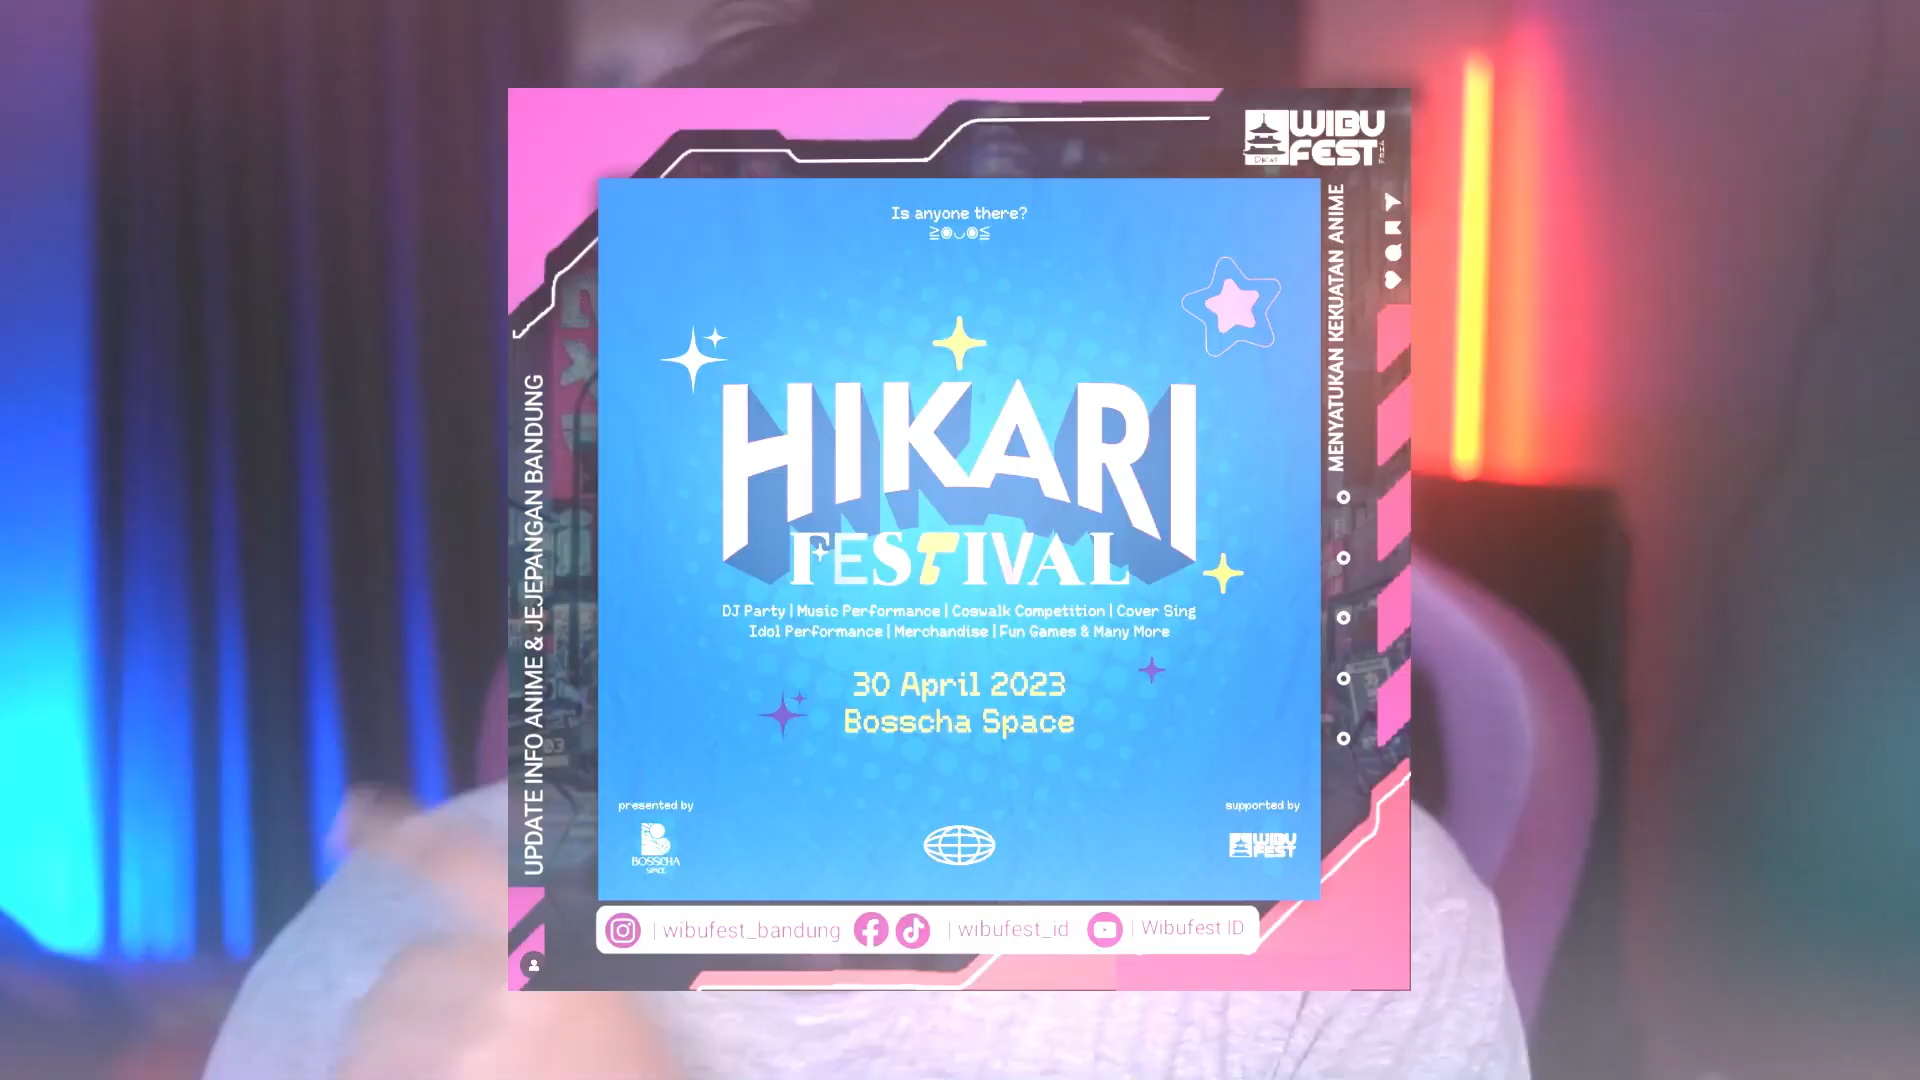 WIBU
FEST
Is anyone there?
HIKARI
FESTIVAL
DJ Party | Music Performance | Coswalk Competition | Cover Sing
Idol Performance | Merchandise | Fun Games & Many More
30 April 2023
Bosscha Space
presented by
BOSSCHA
SPACE
supported by
WIBU
FEST
UPDATE INFO ANIME & JEJEPANGAN BANDUNG
MENYATUKAN KEKUATAN ANIME
| wibufest_bandung | wibufest_id | Wibufest ID